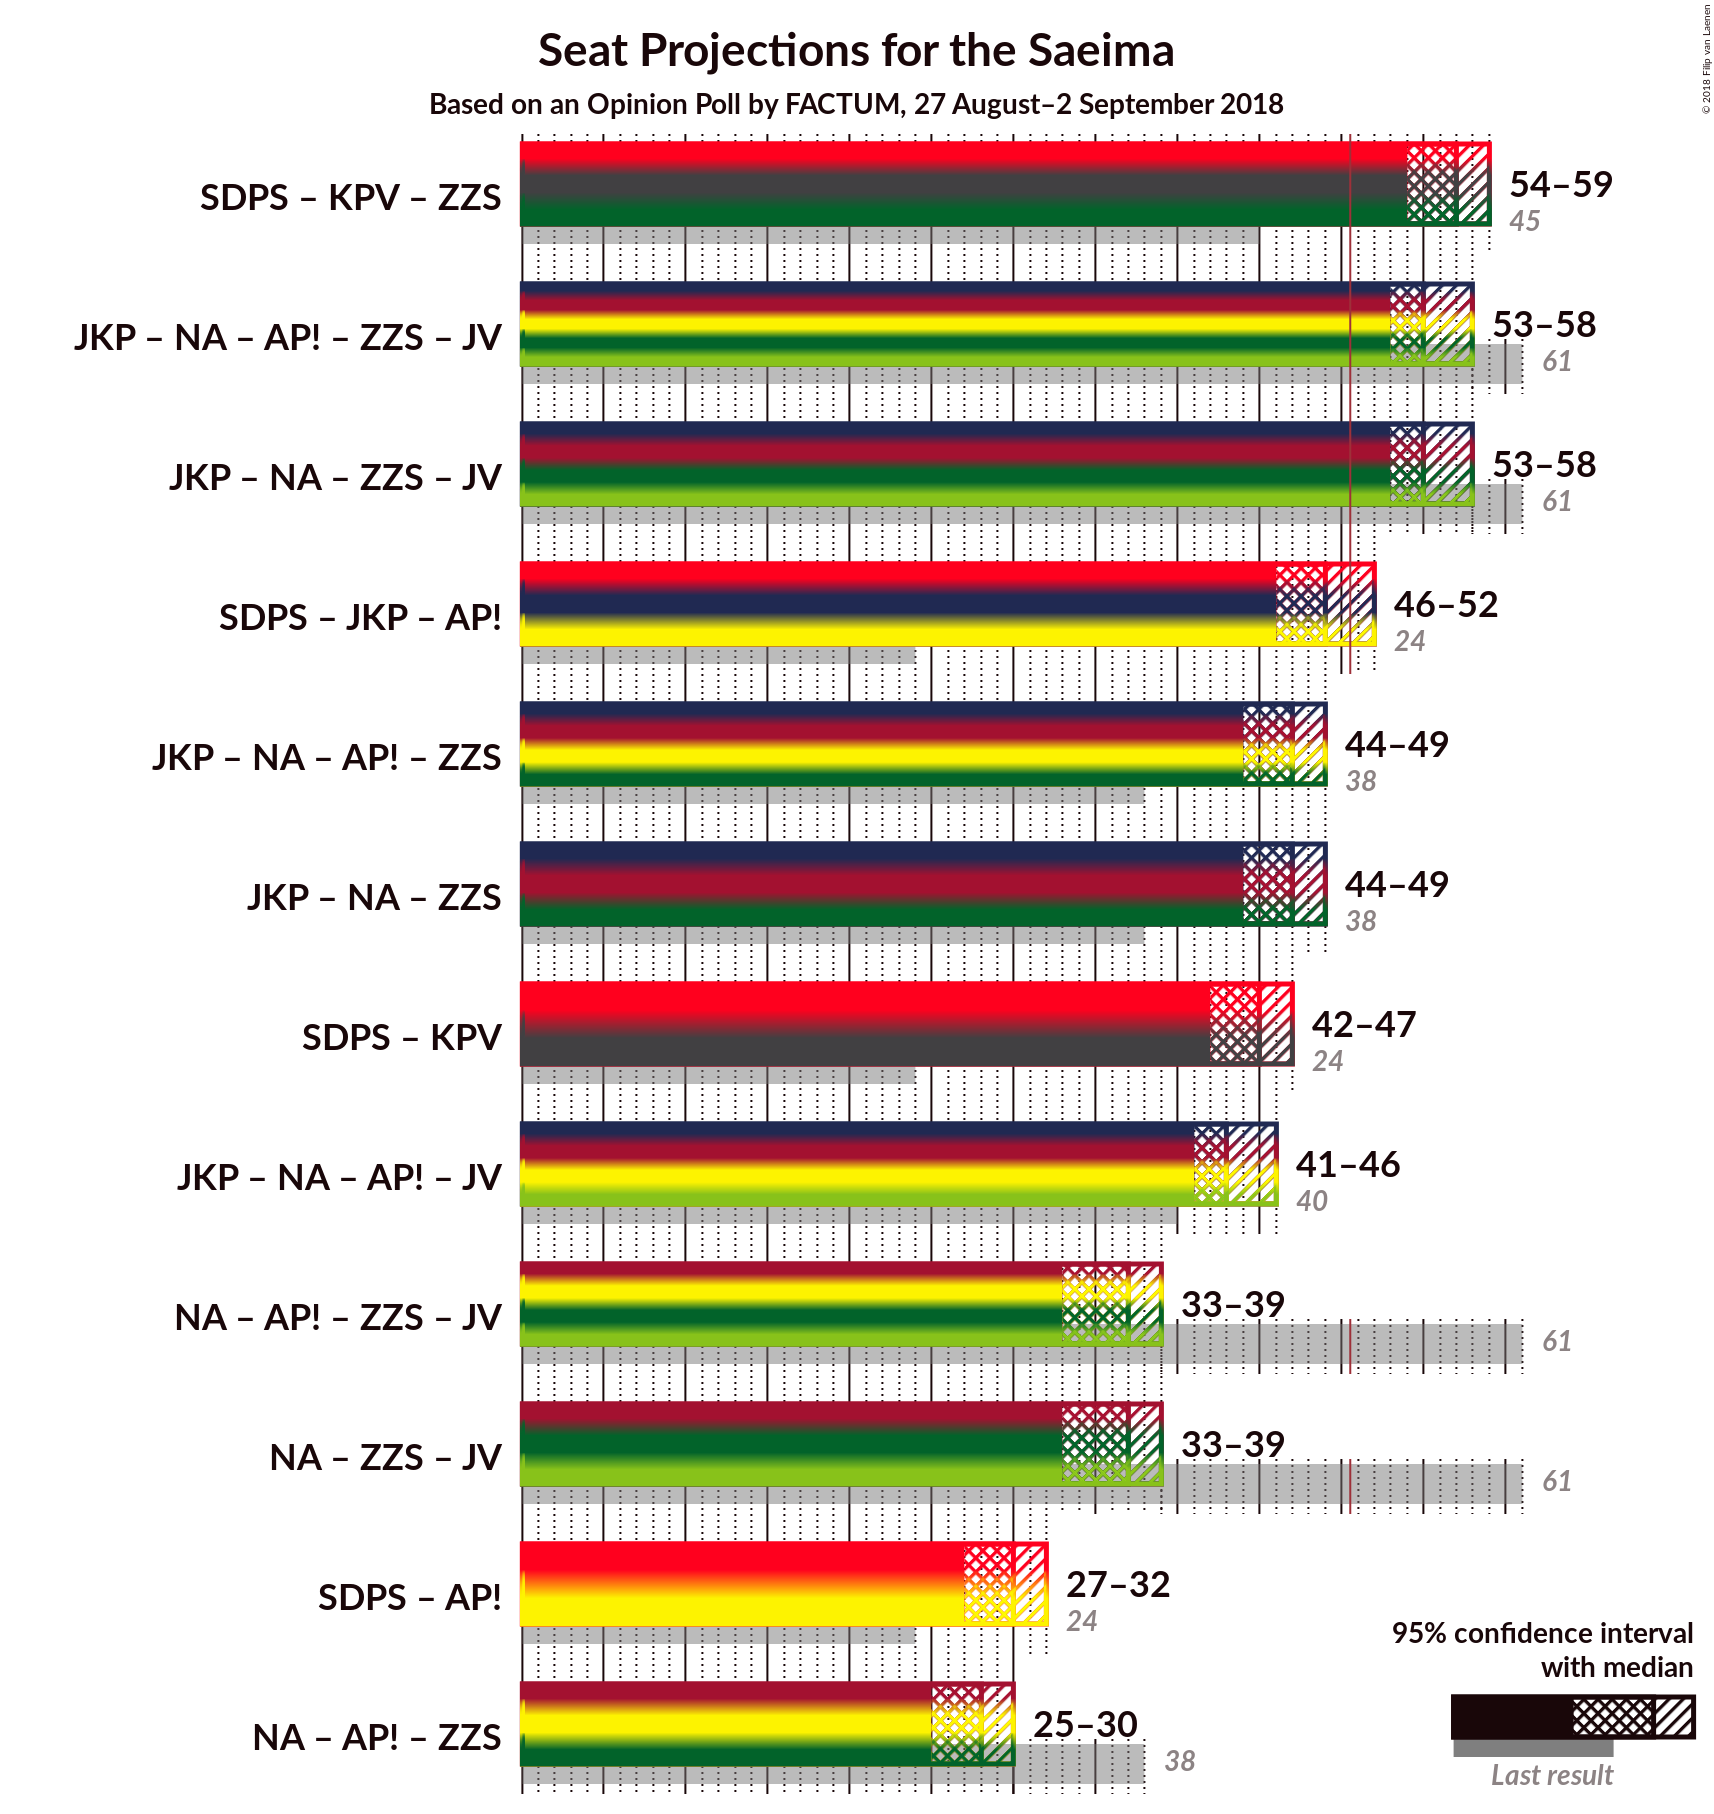 Seat Projections for the Saeima
Based on an Opinion Poll by FACTUM, 27 August–2 September 2018
© 2018 Filip van Laenen
SDPS – KPV – ZZS
54–59
45
JKP – NA – AP! – ZZS – JV
53–58
61
JKP – NA – ZZS – JV
53–58
61
SDPS – JKP – AP!
46–52
24
JKP – NA – AP! – ZZS
44–49
38
JKP – NA – ZZS
44–49
38
SDPS – KPV
42–47
24
JKP – NA – AP! – JV
41–46
40
NA – AP! – ZZS – JV
33–39
61
NA – ZZS – JV
33–39
61
SDPS – AP!
27–32
24
NA – AP! – ZZS
25–30
38
95% confidence interval
with median
Last result